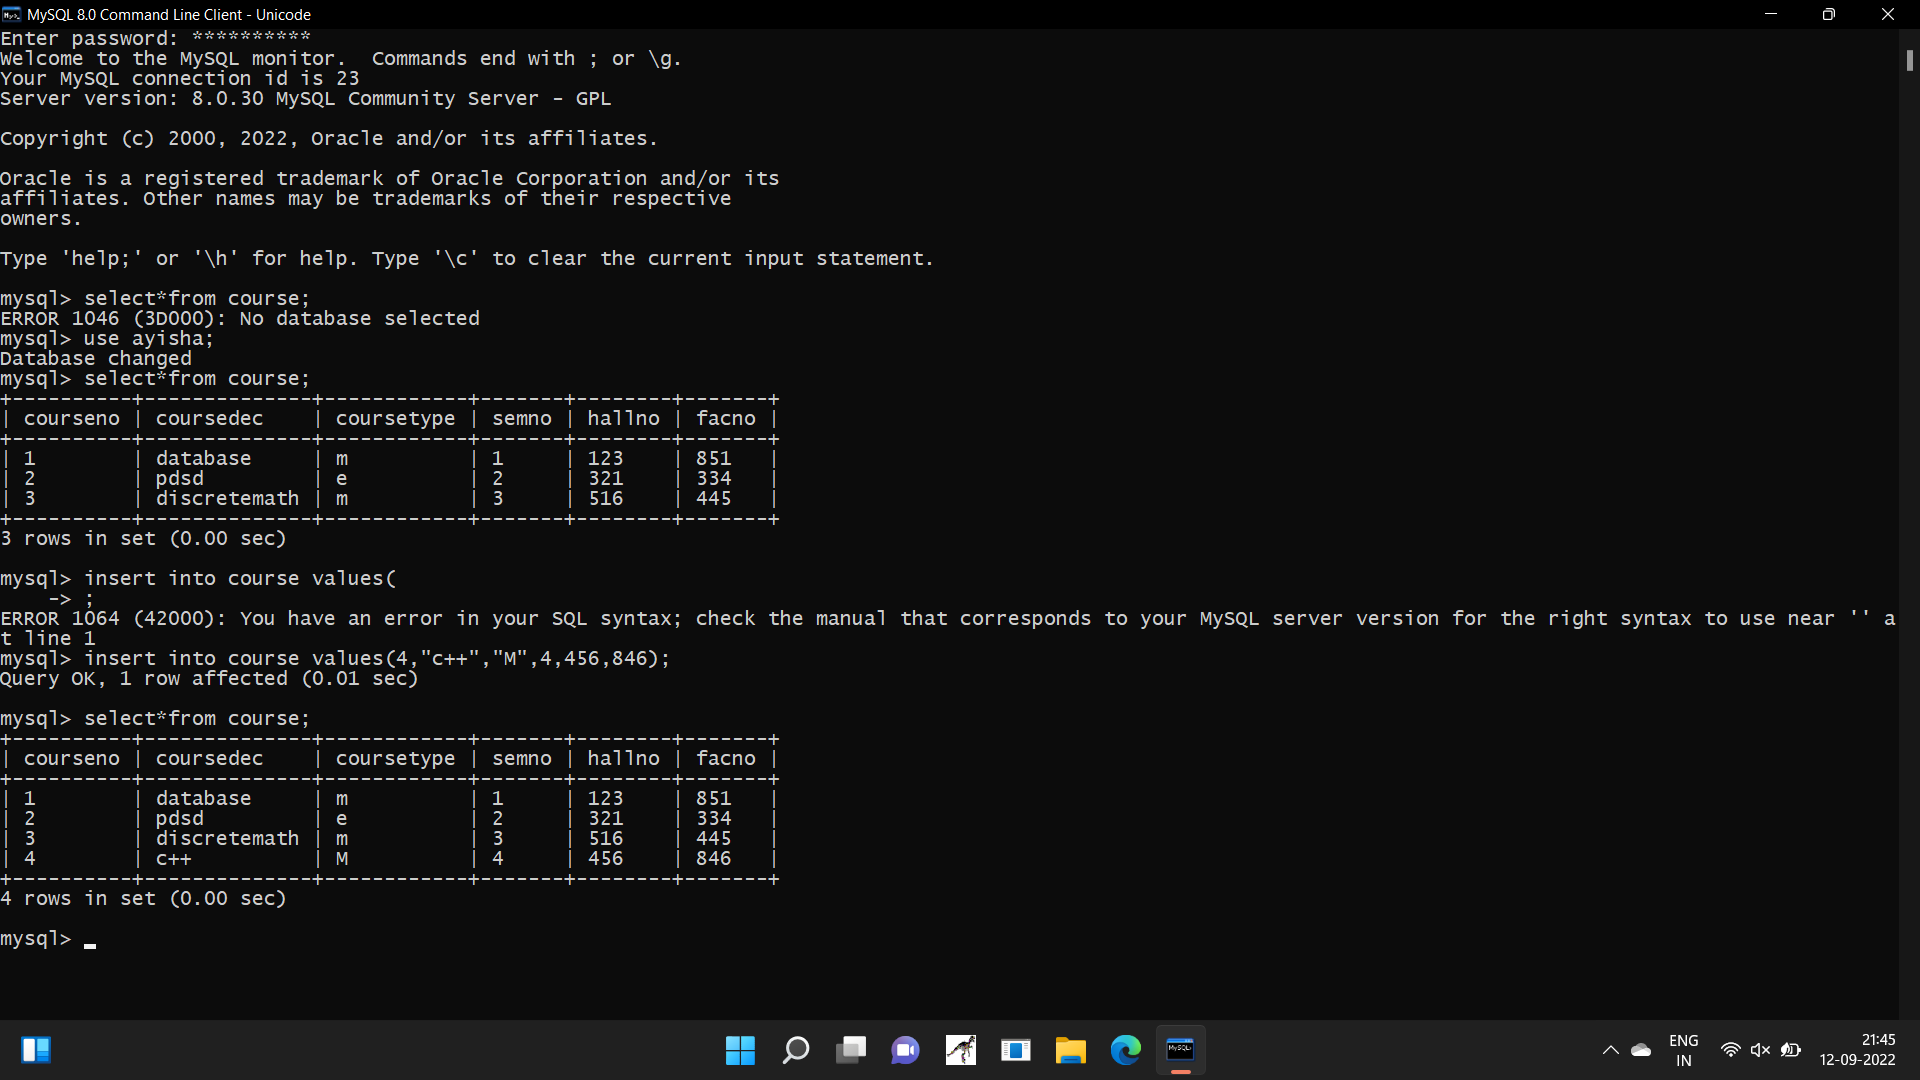 MySQL 8.0 Command Line Client - Unicode
Enter password: **********
Welcome to the MySQL monitor.  Commands end with ; or \g.
Your MySQL connection id is 23
Server version: 8.0.30 MySQL Community Server - GPL

Copyright (c) 2000, 2022, Oracle and/or its affiliates.

Oracle is a registered trademark of Oracle Corporation and/or its
affiliates. Other names may be trademarks of their respective
owners.

Type 'help;' or '\h' for help. Type '\c' to clear the current input statement.

mysql> select*from course;
ERROR 1046 (3D000): No database selected
mysql> use ayisha;
Database changed
mysql> select*from course;
+----------+--------------+------------+-------+--------+-------+
| courseno | coursedec    | coursetype | semno | hallno | facno |
+----------+--------------+------------+-------+--------+-------+
| 1        | database     | m          | 1     | 123    | 851   |
| 2        | pdsd         | e          | 2     | 321    | 334   |
| 3        | discretemath | m          | 3     | 516    | 445   |
+----------+--------------+------------+-------+--------+-------+
3 rows in set (0.00 sec)

mysql> insert into course values(
    -> ;
ERROR 1064 (42000): You have an error in your SQL syntax; check the manual that corresponds to your MySQL server version for the right syntax to use near '' a
t line 1
mysql> insert into course values(4,"c++","M",4,456,846);
Query OK, 1 row affected (0.01 sec)

mysql> select*from course;
+----------+--------------+------------+-------+--------+-------+
| courseno | coursedec    | coursetype | semno | hallno | facno |
+----------+--------------+------------+-------+--------+-------+
| 1        | database     | m          | 1     | 123    | 851   |
| 2        | pdsd         | e          | 2     | 321    | 334   |
| 3        | discretemath | m          | 3     | 516    | 445   |
| 4        | c++          | M          | 4     | 456    | 846   |
+----------+--------------+------------+-------+--------+-------+
4 rows in set (0.00 sec)

mysql> _
MySQL>
ENG
IN
21:45
12-09-2022